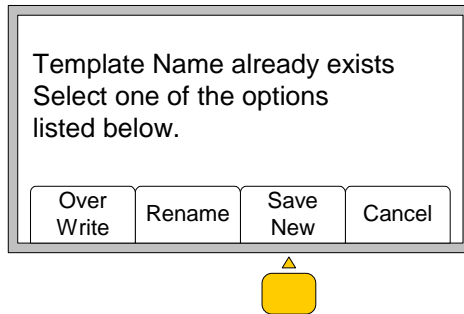 Template Name already exists
Select one of the options
listed below.
Over Write
Rename
Save New
Cancel